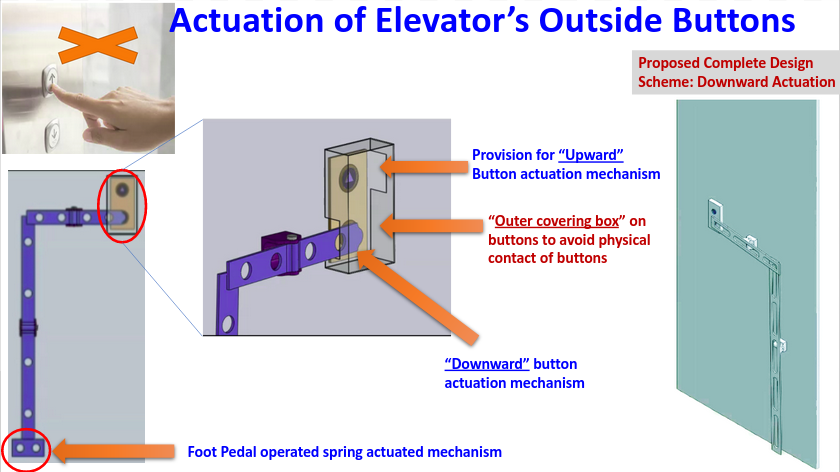 Actuation of Elevator's Outside Buttons
Proposed Complete Design
Scheme: Downward Actuation
Provision for “Upward”
Button actuation mechanism
“Outer covering box” on
buttons to avoid physical
contact of buttons
“Downward” button
actuation mechanism
Foot Pedal operated spring actuated mechanism